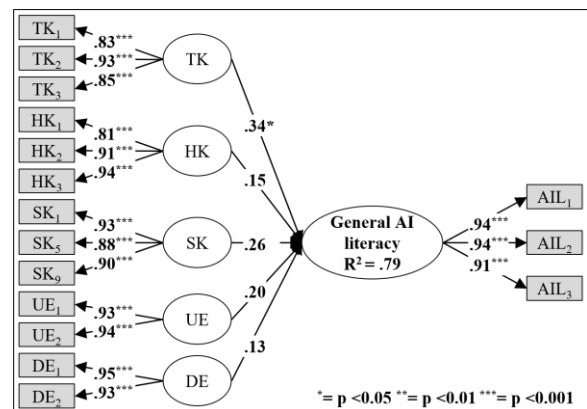 TK₁
.83***
TK₂
.93***
TK
TK₃
.85***
.34*
HK₁
.81***
HK₂
.91***
HK
HK₃
.94***
.15
SK₁
.93***
SK₅
.88***
SK
.26
SK₉
.90***
UE₁
.93***
UE
.20
UE₂
.94***
DE₁
.95***
DE
.13
DE₂
.93***
General AI
literacy
R² = .79
.94***
AIL₁
.94***
AIL₂
.91***
AIL₃
*= p <0.05 **= p <0.01 ***= p <0.001